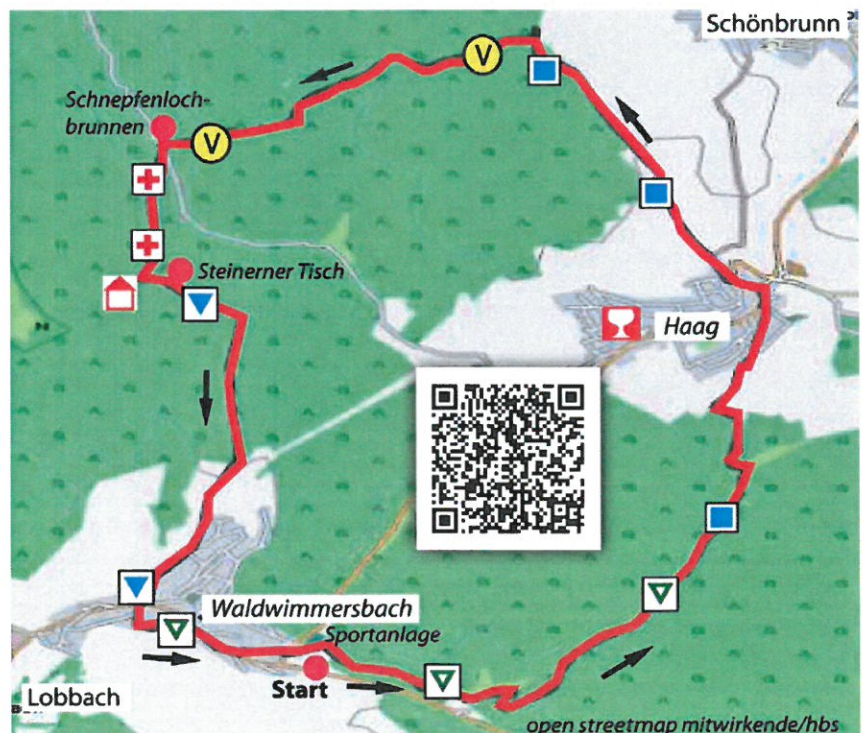 Schönbrunn
V
Schnepfenloch-
brunnen
V
Steinerner Tisch
Haag
Waldwimmersbach
Sportanlage
Start
Lobbach
open streetmap mitwirkende/hbs